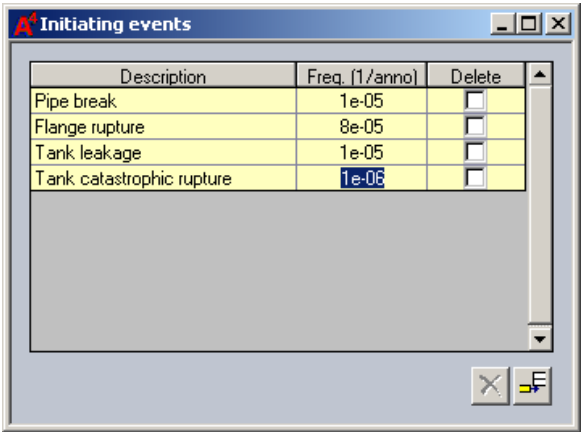 A4 Initiating events
Description Freq. (1/anno) Delete
Pipe break 1e-05
Flange rupture 8e-05
Tank leakage 1e-05
Tank catastrophic rupture 1e-06